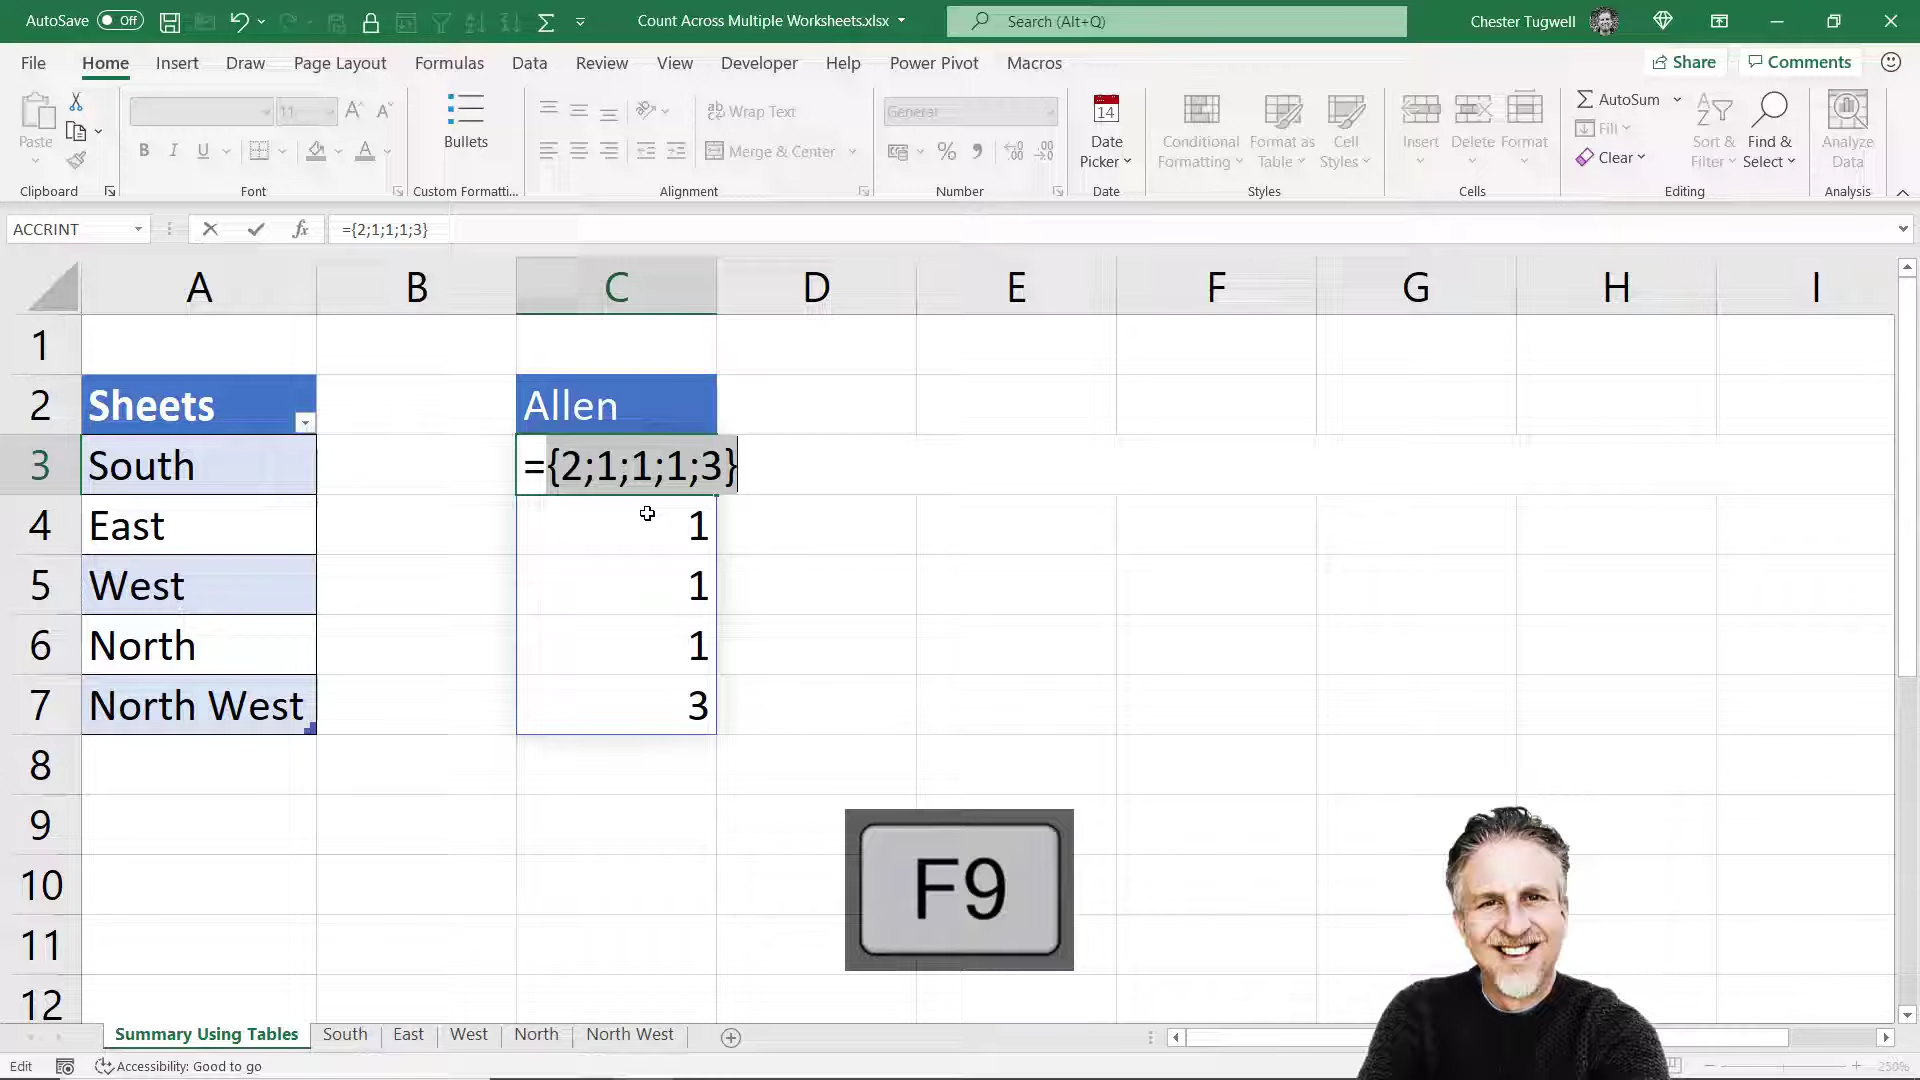 AutoSave Off
Count Across Multiple Worksheets.xlsx
Search (Alt+Q)
Chester Tugwell
File Home Insert Draw Page Layout Formulas Data Review View Developer Help Power Pivot Macros
Share Comments
Paste
Clipboard
11
B I U
Font
Bullets
Custom Formatti...
Wrap Text
Merge & Center
Alignment
General
Number
14
Date Picker
Date
Conditional Formatting
Format as Table
Cell Styles
Styles
Insert Delete Format
Cells
AutoSum
Fill
Clear
Sort & Filter
Find & Select
Editing
Analyze Data
Analysis
ACCRINT
fx
={2;1;1;1;3}
A B C D E F G H I
1
2 Sheets Allen
3 South ={2;1;1;1;3}
4 East 1
5 West 1
6 North 1
7 North West 3
8
9
10
11
12
F9
Summary Using Tables South East West North North West
Edit
Accessibility: Good to go
250%